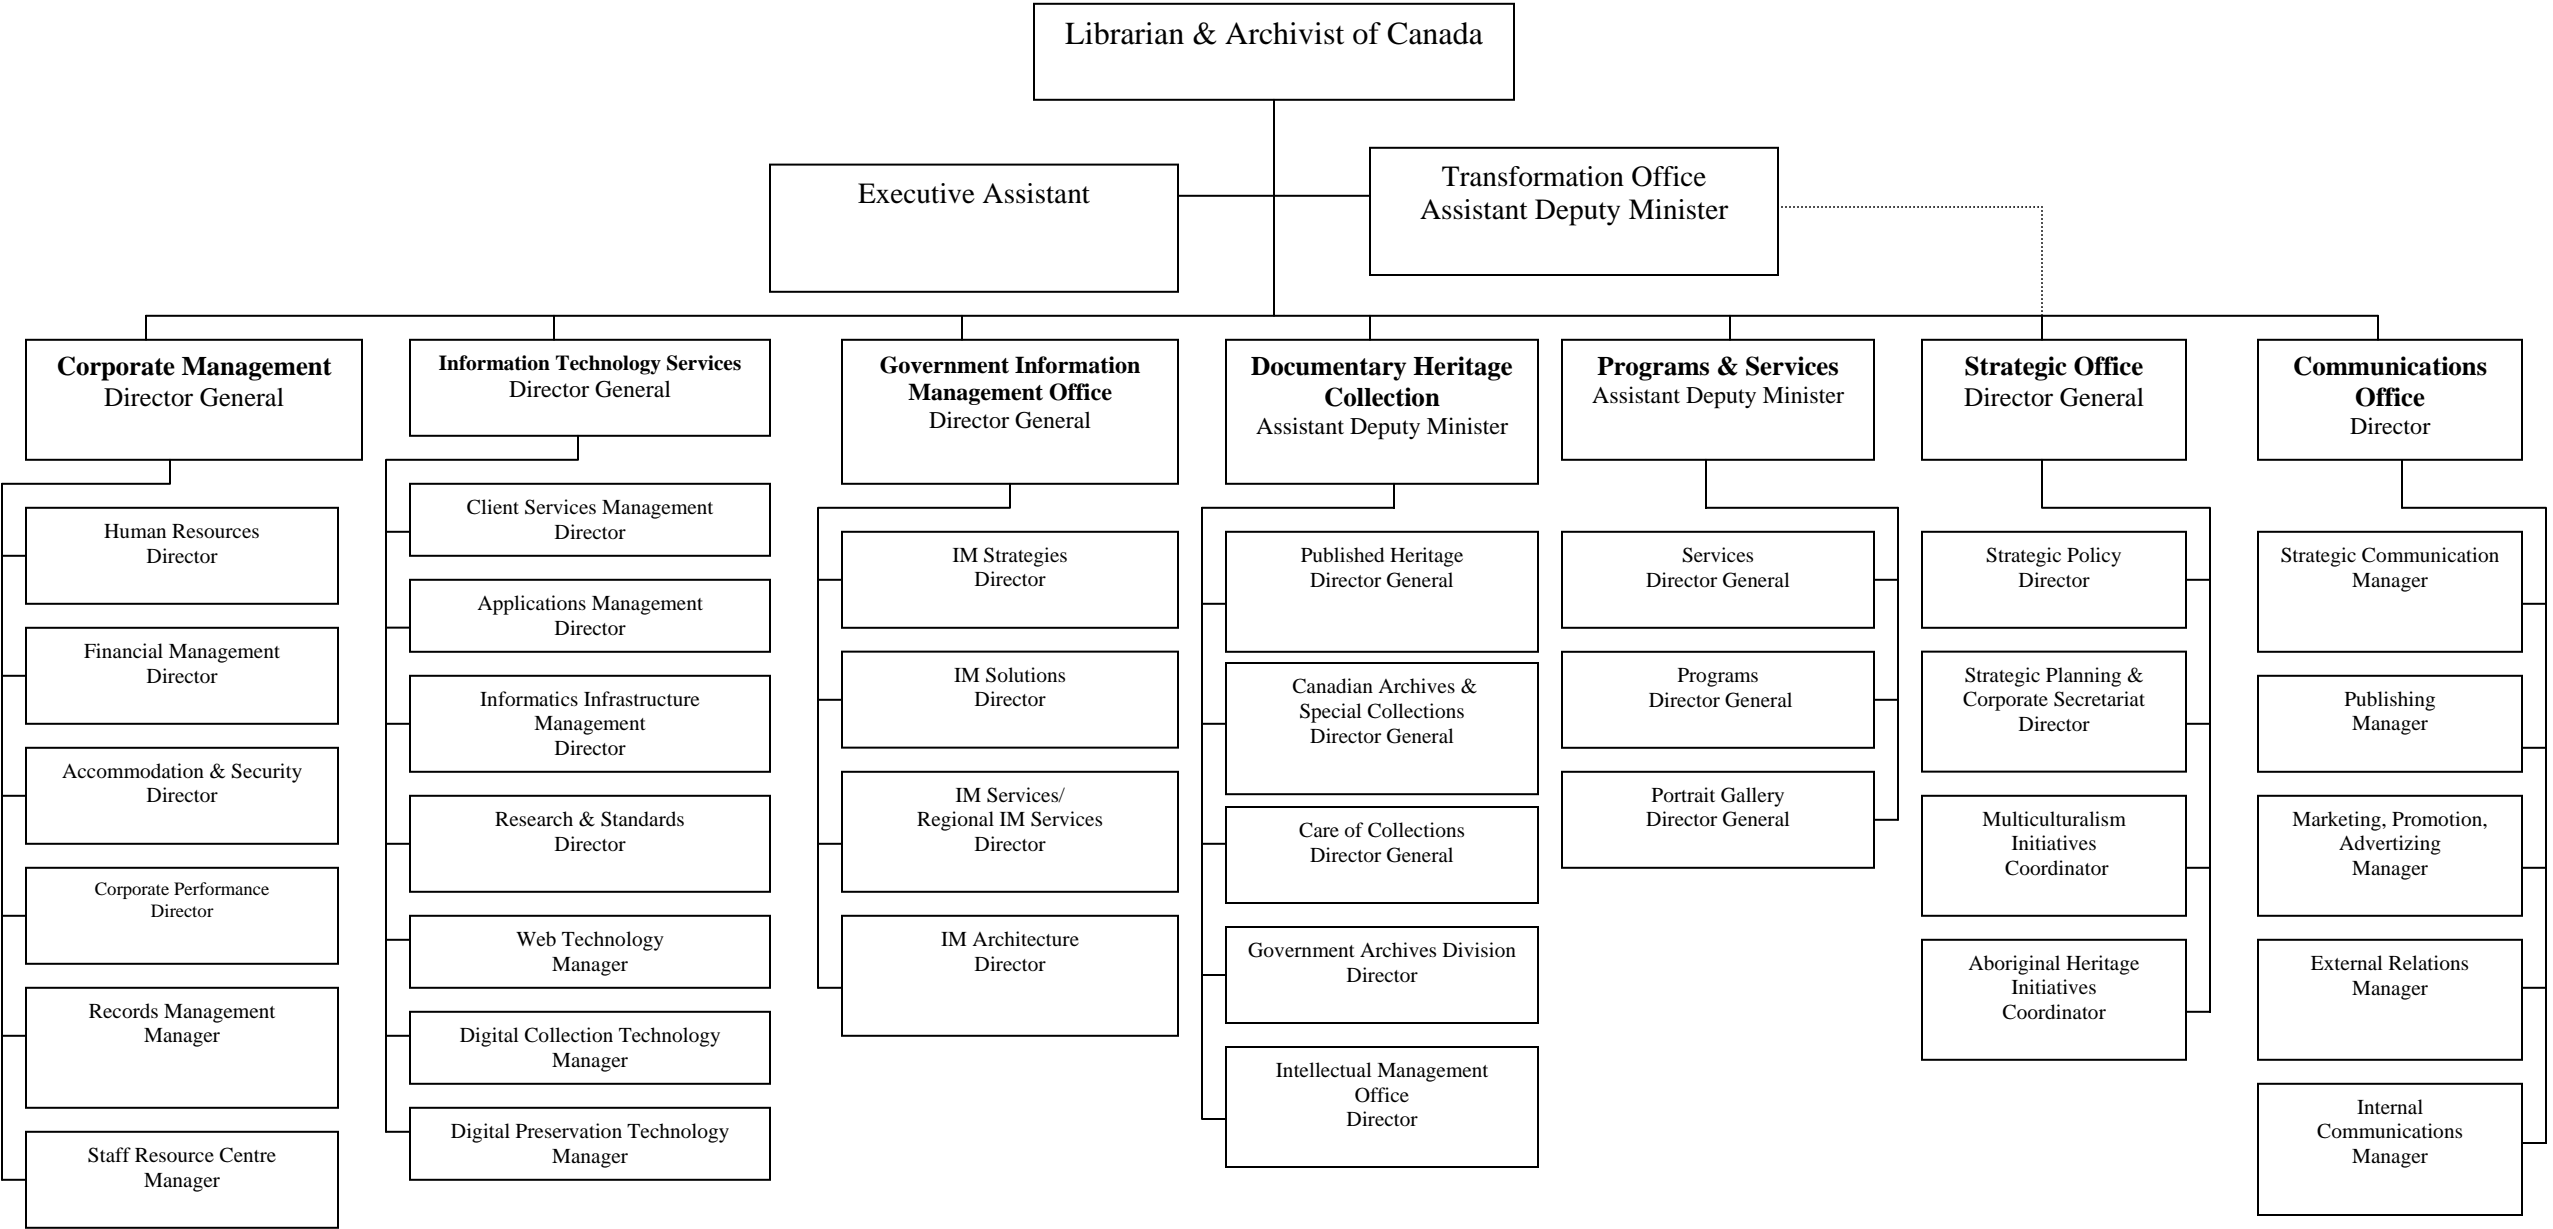 Librarian & Archivist of Canada
Executive Assistant
Transformation Office
Assistant Deputy Minister
Corporate Management
Director General
Human Resources
Director
Financial Management
Director
Accommodation & Security
Director
Corporate Performance
Director
Records Management
Manager
Staff Resource Centre
Manager
Information Technology Services
Director General
Client Services Management
Director
Applications Management
Director
Informatics Infrastructure
Management
Director
Research & Standards
Director
Web Technology
Manager
Digital Collection Technology
Manager
Digital Preservation Technology
Manager
Government Information
Management Office
Director General
IM Strategies
Director
IM Solutions
Director
IM Services/
Regional IM Services
Director
IM Architecture
Director
Documentary Heritage
Collection
Assistant Deputy Minister
Published Heritage
Director General
Canadian Archives &
Special Collections
Director General
Care of Collections
Director General
Government Archives Division
Director
Intellectual Management
Office
Director
Programs & Services
Assistant Deputy Minister
Services
Director General
Programs
Director General
Portrait Gallery
Director General
Strategic Office
Director General
Strategic Policy
Director
Strategic Planning &
Corporate Secretariat
Director
Multiculturalism
Initiatives
Coordinator
Aboriginal Heritage
Initiatives
Coordinator
Communications
Office
Director
Strategic Communication
Manager
Publishing
Manager
Marketing, Promotion,
Advertizing
Manager
External Relations
Manager
Internal
Communications
Manager